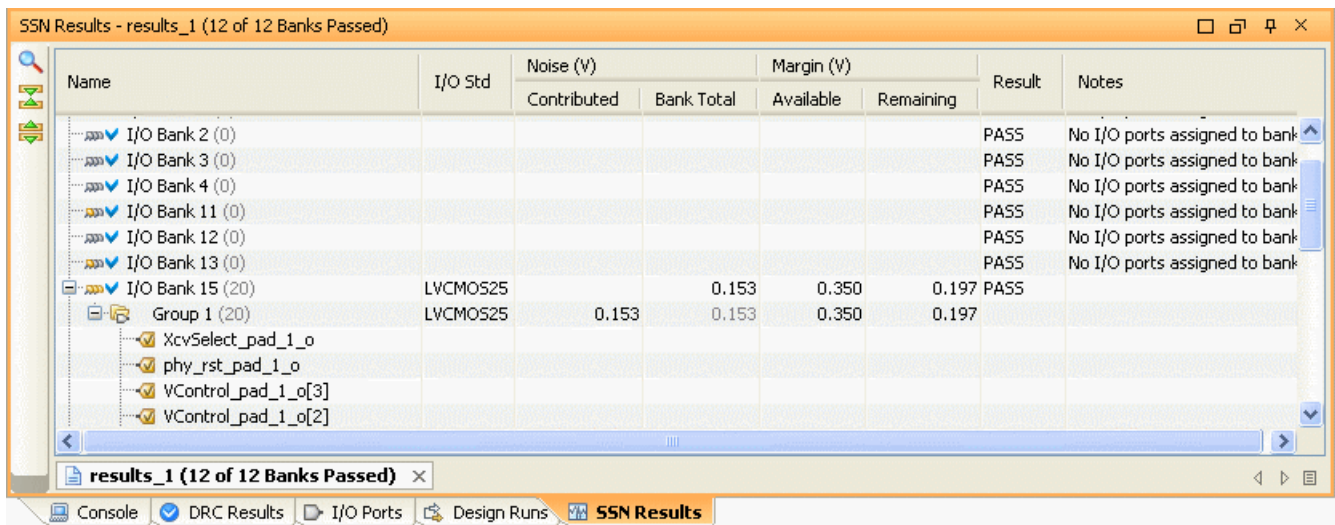 SSN Results - results_1 (12 of 12 Banks Passed)
Name I/O Std Noise (V) Margin (V) Result Notes
Contributed Bank Total Available Remaining
I/O Bank 2 (0) PASS No I/O ports assigned to bank
I/O Bank 3 (0) PASS No I/O ports assigned to bank
I/O Bank 4 (0) PASS No I/O ports assigned to bank
I/O Bank 11 (0) PASS No I/O ports assigned to bank
I/O Bank 12 (0) PASS No I/O ports assigned to bank
I/O Bank 13 (0) PASS No I/O ports assigned to bank
I/O Bank 15 (20) LVCMOS25 0.153 0.350 0.197 PASS
Group 1 (20) LVCMOS25 0.153 0.153 0.350 0.197
XcvSelect_pad_1_o
phy_rst_pad_1_o
VControl_pad_1_o[3]
VControl_pad_1_o[2]
results_1 (12 of 12 Banks Passed)
Console DRC Results I/O Ports Design Runs SSN Results